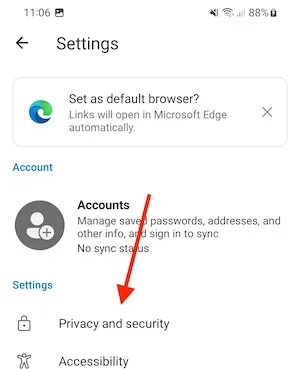 11:06 88%
Settings
Set as default browser?
Links will open in Microsoft Edge
automatically.
Account
Accounts
Manage saved passwords, addresses, and
other info, and sign in to sync
No sync status
Settings
Privacy and security
Accessibility